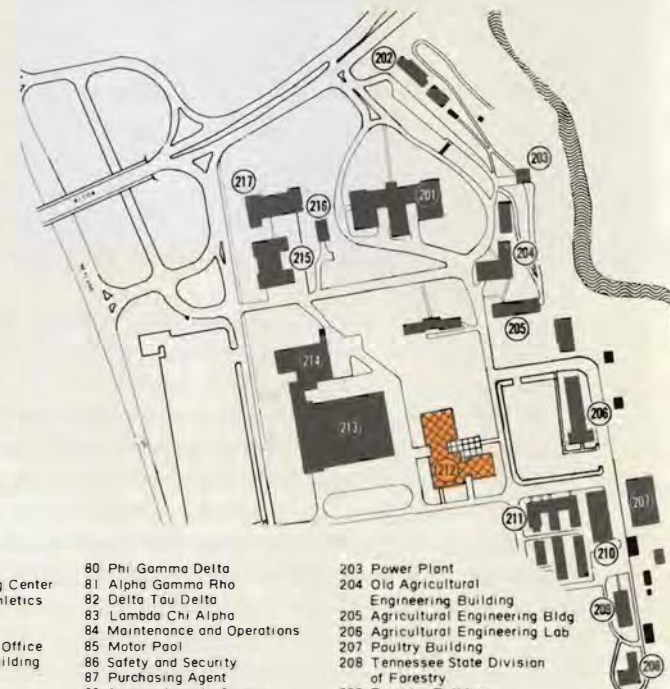 202
203
217
216
201
ALCOA
215
204
205
214
206
213
212
211
207
210
209
208
g Center
hletics
Office
ilding
80 Phi Gamma Delta
81 Alpha Gamma Rho
82 Delta Tau Delta
83 Lambda Chi Alpha
84 Maintenance and Operations
85 Motor Pool
86 Safety and Security
87 Purchasing Agent
203 Power Plant
204 Old Agricultural
Engineering Building
205 Agricultural Engineering Bldg
206 Agricultural Engineering Lab
207 Poultry Building
208 Tennessee State Division
of Forestry